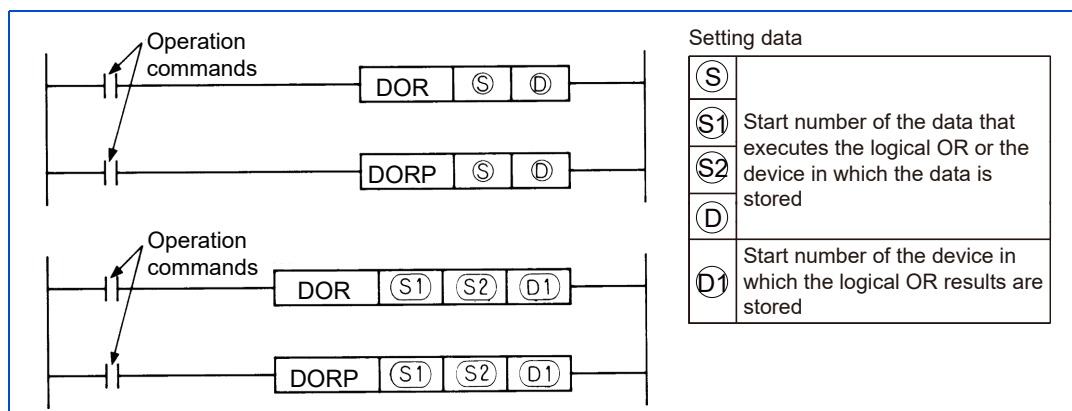 Operation
commands
DOR Ⓢ Ⓓ
DORP Ⓢ Ⓓ
Operation
commands
DOR (S1) (S2) (D1)
DORP (S1) (S2) (D1)
Setting data
Ⓢ
(S1)
(S2)
Ⓓ
Start number of the data that
executes the logical OR or the
device in which the data is
stored
(D1)
Start number of the device in
which the logical OR results are
stored